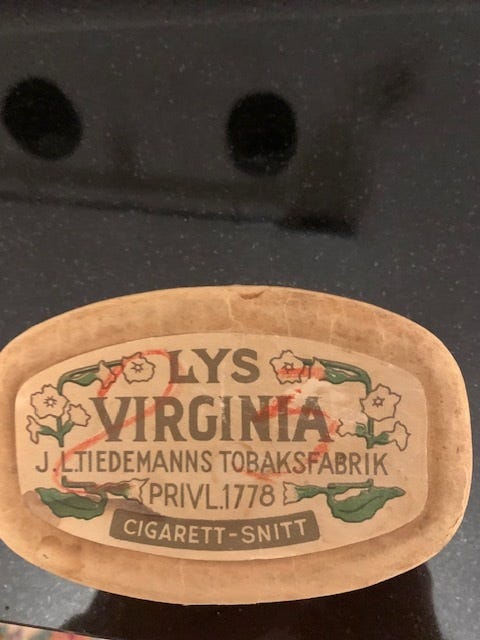 LYS
VIRGINIA
J.L.TIEDEMANNS TOBAKSFABRIK
PRIVL.1778
CIGARETT-SNITT